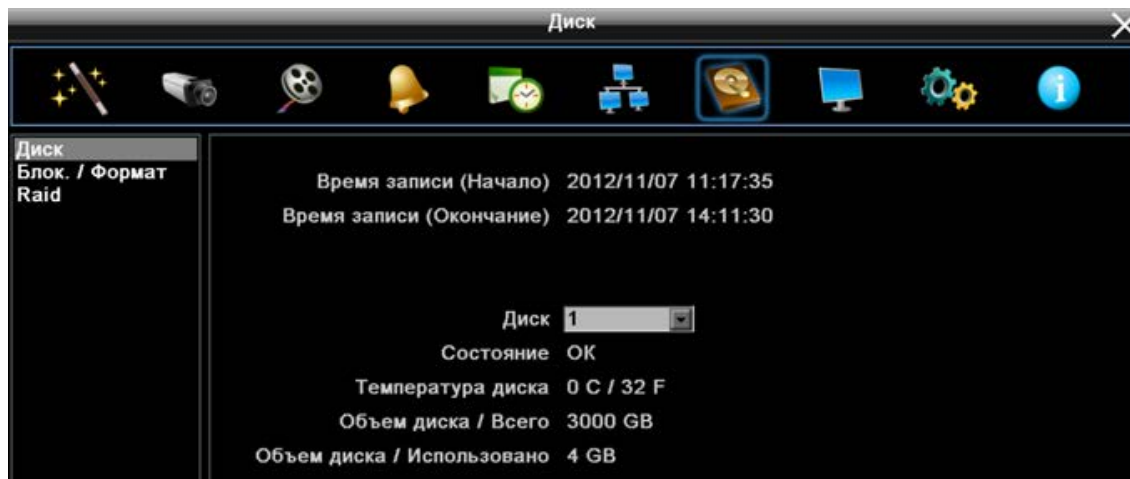 Диск
Диск
Блок. / Формат
Raid
Время записи (Начало) 2012/11/07 11:17:35
Время записи (Окончание) 2012/11/07 14:11:30
Диск 1
Состояние OK
Температура диска 0 C / 32 F
Объем диска / Всего 3000 GB
Объем диска / Использовано 4 GB